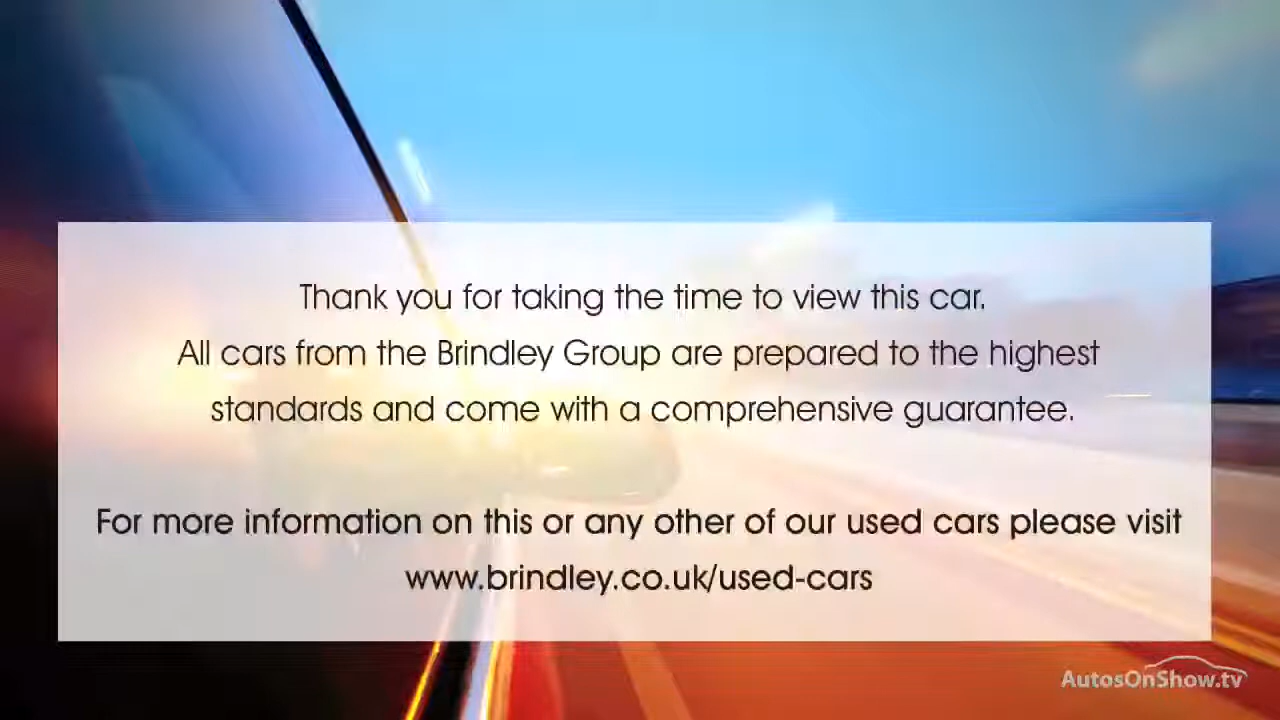 Thank you for taking the time to view this car.
All cars from the Brindley Group are prepared to the highest
standards and come with a comprehensive guarantee.
For more information on this or any other of our used cars please visit
www.brindley.co.uk/used-cars
AutosOnShow.tv